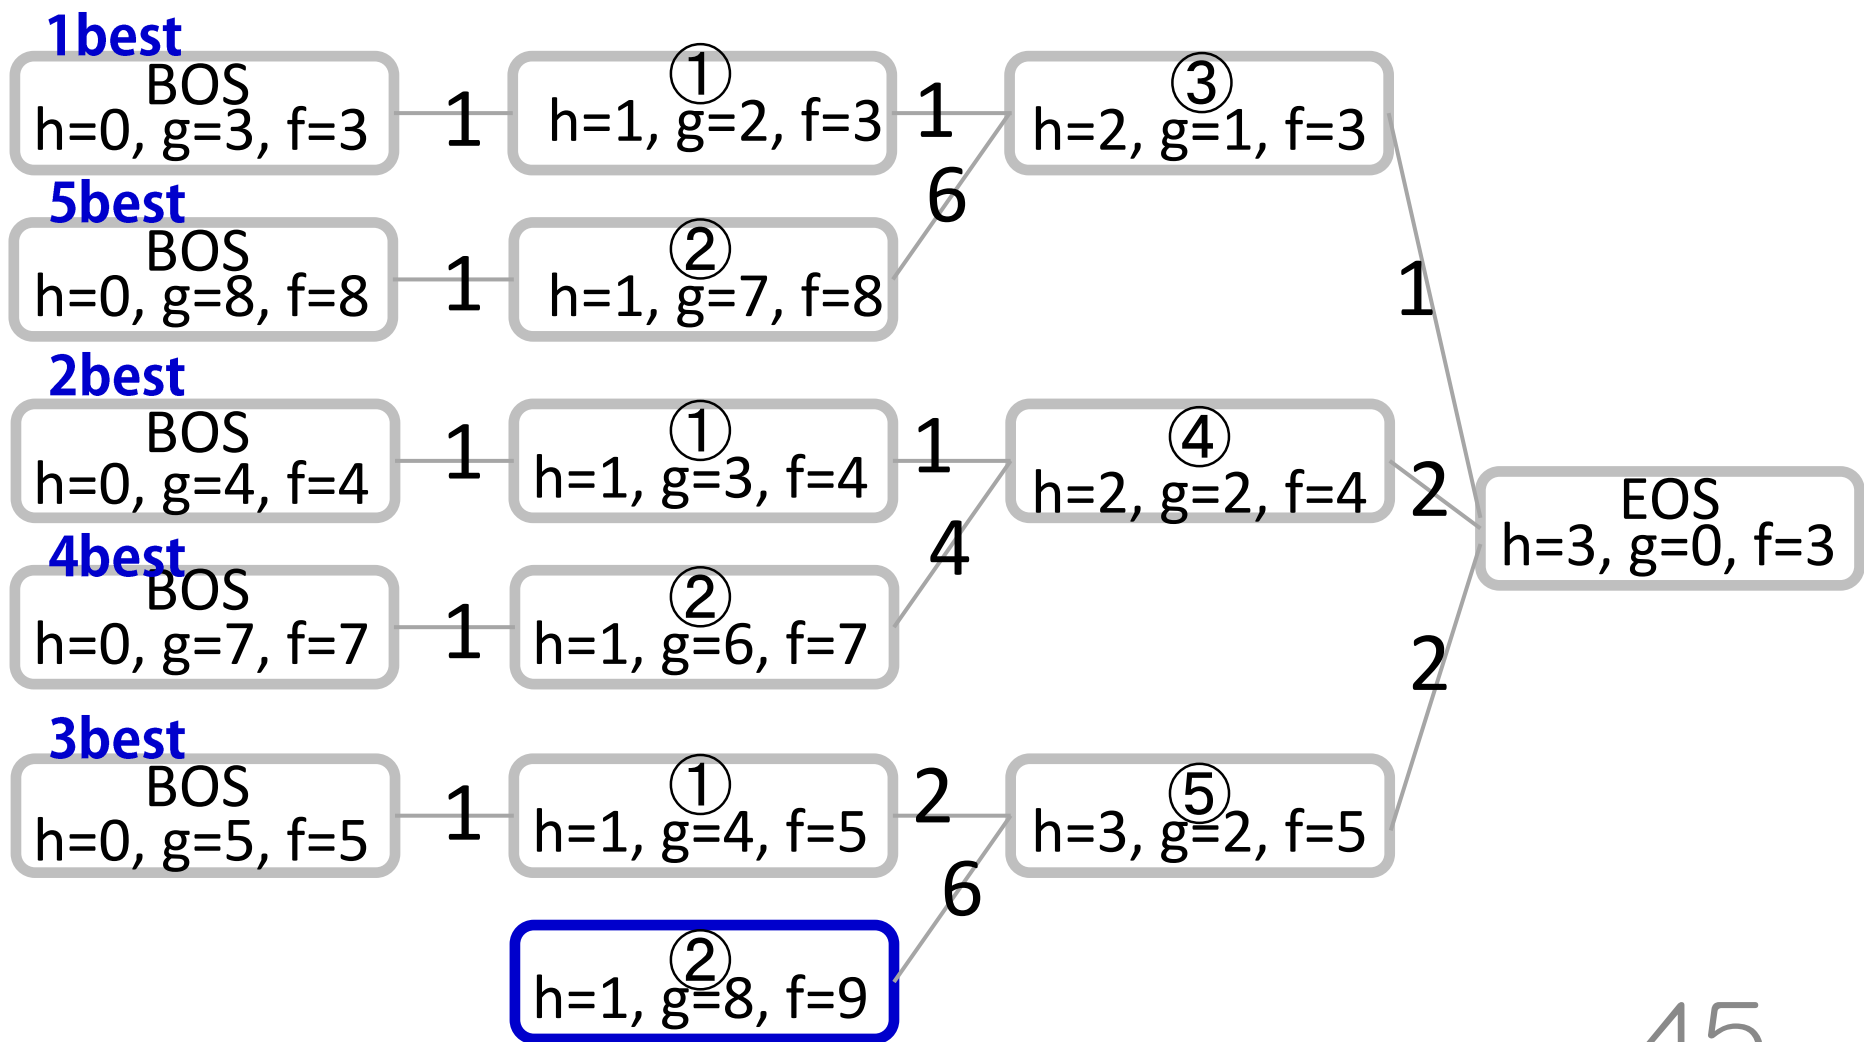 1best
BOS
h=0, g=3, f=3
1
①
h=1, g=2, f=3
1
③
h=2, g=1, f=3
6
5best
BOS
h=0, g=8, f=8
1
②
h=1, g=7, f=8
1
2best
BOS
h=0, g=4, f=4
1
①
h=1, g=3, f=4
1
④
h=2, g=2, f=4
2
EOS
h=3, g=0, f=3
4
4best
BOS
h=0, g=7, f=7
1
②
h=1, g=6, f=7
2
3best
BOS
h=0, g=5, f=5
1
①
h=1, g=4, f=5
2
⑤
h=3, g=2, f=5
6
②
h=1, g=8, f=9
45